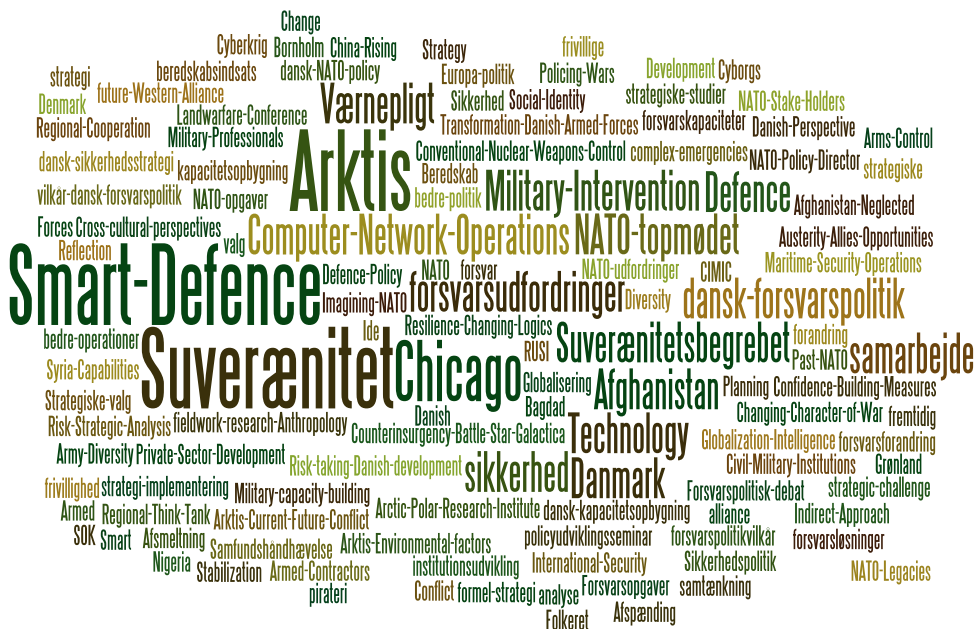 Change
Cyberkrig
Bornholm
China-Rising
Strategy
frivillige
strategi
beredskabsindsats
dansk-NATO-policy
Europa-politik
Policing-Wars
Development
Cyborgs
Denmark
future-Western-Alliance
Værnepligt
Sikkerhed
Social-Identity
strategiske-studier
NATO-Stake-Holders
Regional-Cooperation
Landwarfare-Conference
Military-Professionals
Transformation-Danish-Armed-Forces
forsvarskapaciteter
Danish-Perspective
Arms-Control
dansk-sikkerhedsstrategi
kapacitetsopbygning
Arktis
Conventional-Nuclear-Weapons-Control
complex-emergencies
NATO-Policy-Director
strategiske
Beredskab
vilkår-dansk-forsvarspolitik
NATO-opgaver
bedre-politik
Military-Intervention
Defence
Afghanistan-Neglected
Forces
Cross-cultural-perspectives
valg
Computer-Network-Operations
NATO-topmødet
Austerity-Allies-Opportunities
Reflection
Smart-Defence
Defence-Policy
NATO
forsvar
NATO-udfordringer
CIMIC
Maritime-Security-Operations
Imagining-NATO
forsvarsudfordringer
Diversity
dansk-forsvarspolitik
bedre-operationer
Suverænitet
Ide
Resilience-Changing-Logics
RUSI
Suverænitetsbegrebet
forandring
Past-NATO
samarbejde
Syria-Capabilities
Chicago
Globalisering
Afghanistan
Planning
Confidence-Building-Measures
Strategiske-valg
Bagdad
Danish
Changing-Character-of-War
fremtidig
Risk-Strategic-Analysis
fieldwork-research-Anthropology
Counterinsurgency-Battle-Star-Galactica
Technology
Globalization-Intelligence
forsvarsforandring
Army-Diversity
Private-Sector-Development
Risk-taking-Danish-development
sikkerhed
Danmark
Civil-Military-Institutions
Grønland
frivillighed
strategi-implementering
Military-capacity-building
Forsvarspolitisk-debat
strategic-challenge
Armed
Regional-Think-Tank
Arktis-Current-Future-Conflict
Arctic-Polar-Research-Institute
dansk-kapacitetsopbygning
alliance
Indirect-Approach
SOK
Smart
Afsmeltning
Samfundshåndhævelse
Arktis-Environmental-factors
policyudviklingsseminar
forsvarspolitikvilkår
forsvarsløsninger
Nigeria
Stabilization
Armed-Contractors
institutionsudvikling
International-Security
Sikkerhedspolitik
NATO-Legacies
pirateri
Conflict
formel-strategi
analyse
Forsvarsopgaver
samtænkning
Folkeret
Afspænding